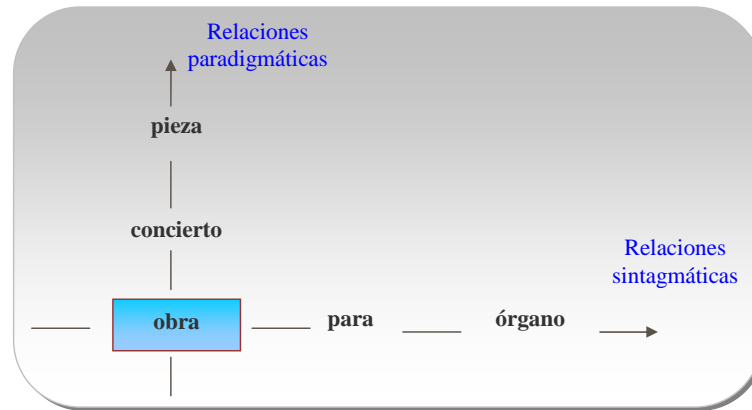 Relaciones
paradigmáticas
pieza
concierto
Relaciones
sintagmáticas
obra para órgano